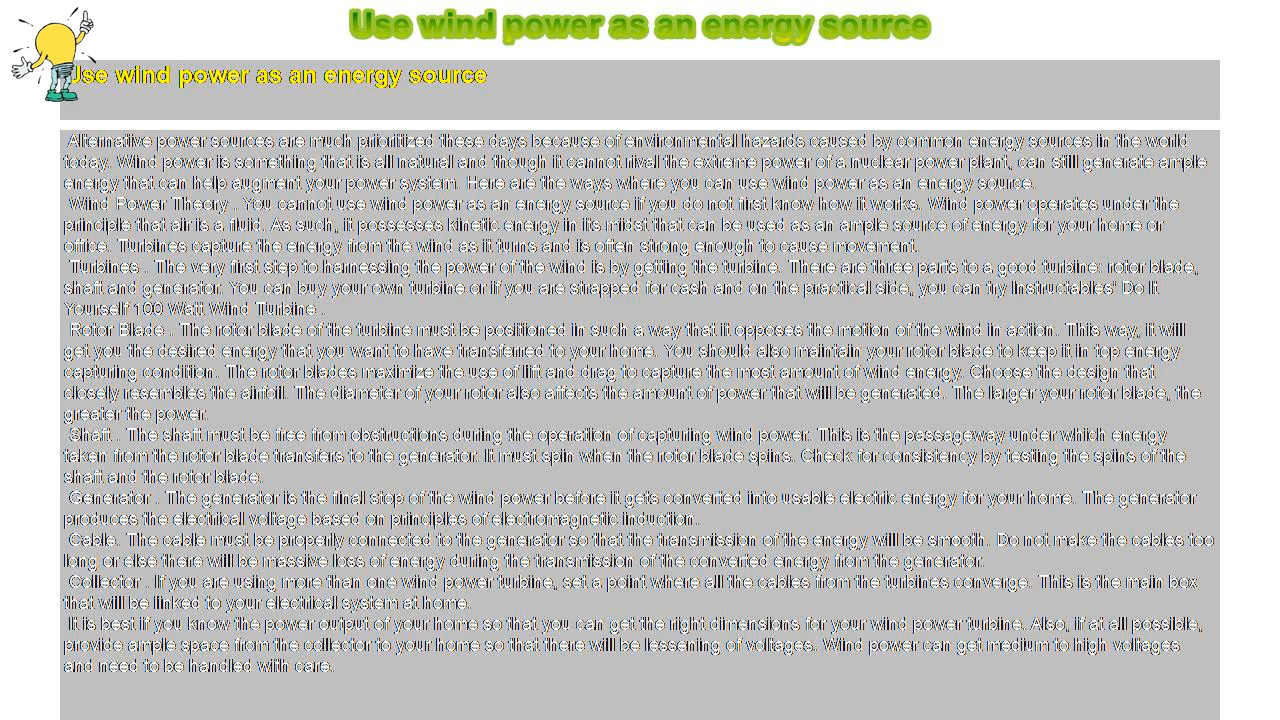 Use wind power as an energy source
Use wind power as an energy source
Alternative power sources are much prioritized these days because of environmental hazards caused by common energy sources in the world
today. Wind power is something that is all natural and though it cannot rival the extreme power of a nuclear power plant, can still generate ample
energy that can help augment your power system. Here are the ways where you can use wind power as an energy source.
Wind Power Theory . You cannot use wind power as an energy source if you do not first know how it works. Wind power operates under the
principle that air is a fluid. As such, it possesses kinetic energy in its midst that can be used as an ample source of energy for your home or
office. Turbines capture the energy from the wind as it turns and is often strong enough to cause movement.
Turbines . The very first step to harnessing the power of the wind is by getting the turbine. There are three parts to a good turbine: rotor blade,
shaft and generator. You can buy your own turbine or if you are strapped for cash and on the practical side, you can try Instructables' Do It
Yourself 100 Watt Wind Turbine .
Rotor Blade . The rotor blade of the turbine must be positioned in such a way that it opposes the motion of the wind in action. This way, it will
get you the desired energy that you want to have transferred to your home. You should also maintain your rotor blade to keep it in top energy
capturing condition. The rotor blades maximize the use of lift and drag to capture the most amount of wind energy. Choose the design that
closely resembles the airfoil. The diameter of your rotor also affects the amount of power that will be generated. The larger your rotor blade, the
greater the power.
Shaft . The shaft must be free from obstructions during the operation of capturing wind power. This is the passageway under which energy
taken from the rotor blade transfers to the generator. It must spin when the rotor blade spins. Check for consistency by testing the spins of the
shaft and the rotor blade.
Generator . The generator is the final stop of the wind power before it gets converted into usable electric energy for your home. The generator
produces the electrical voltage based on principles of electromagnetic induction.
Cable. The cable must be properly connected to the generator so that the transmission of the energy will be smooth. Do not make the cables too
long or else there will be massive loss of energy during the transmission of the converted energy from the generator.
Collector . If you are using more than one wind power turbine, set a point where all the cables from the turbines converge. This is the main box
that will be linked to your electrical system at home.
It is best if you know the power output of your home so that you can get the right dimensions for your wind power turbine. Also, if at all possible,
provide ample space from the collector to your home so that there will be lessening of voltages. Wind power can get medium to high voltages
and need to be handled with care.